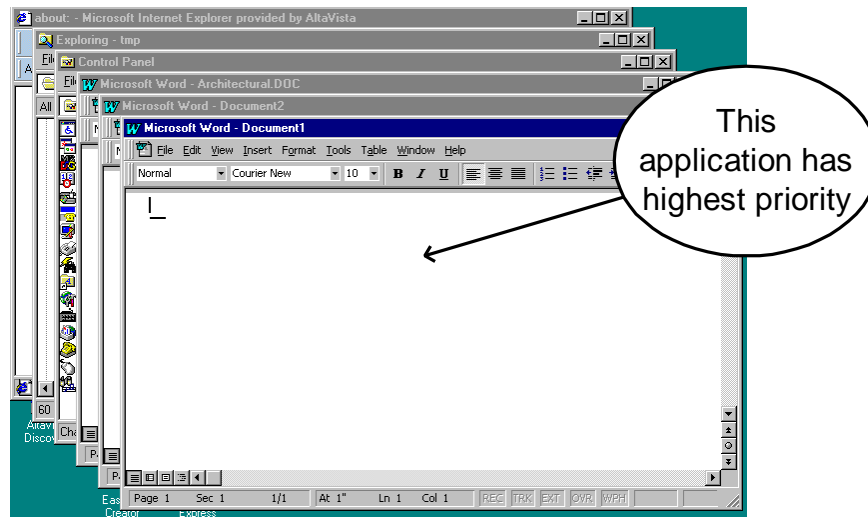 about: - Microsoft Internet Explorer provided by AltaVista
Exploring - tmp
Control Panel
Microsoft Word - Architectural.DOC
Microsoft Word - Document2
Microsoft Word - Document1
File Edit View Insert Format Tools Table Window Help
Normal Courier New 10 B I U
This
application has
highest priority
All
60
Discov
Page 1 Sec 1 1/1 At 1" Ln 1 Col 1 REC TRK EXT OVR WPH
Creator Express